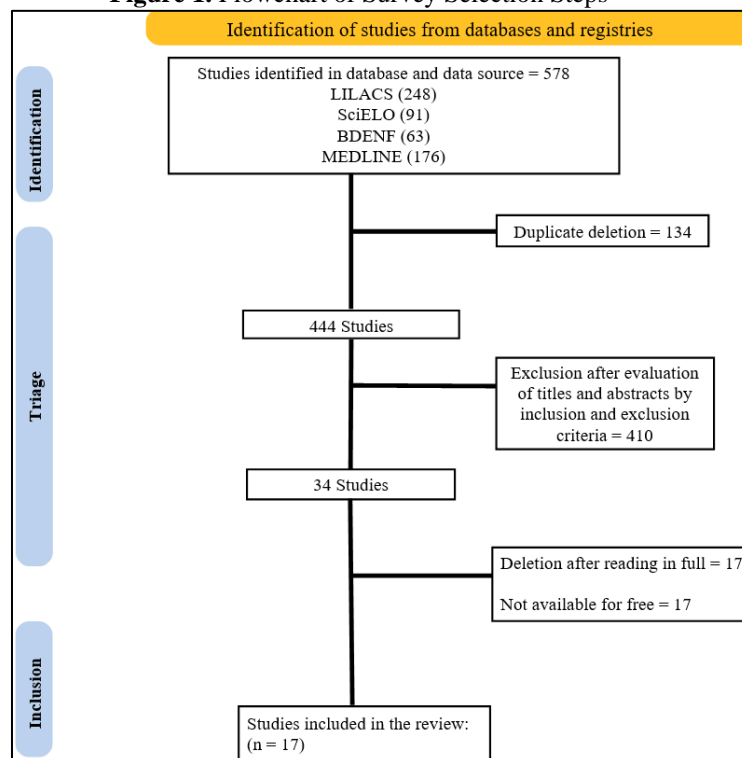 Figure 1. Flowchart of Survey Selection Steps
Identification of studies from databases and registries
Identification
Studies identified in database and data source = 578
LILACS (248)
SciELO (91)
BDENF (63)
MEDLINE (176)
Duplicate deletion = 134
Triage
444 Studies
Exclusion after evaluation
of titles and abstracts by
inclusion and exclusion
criteria = 410
34 Studies
Deletion after reading in full = 17
Not available for free = 17
Inclusion
Studies included in the review:
(n = 17)